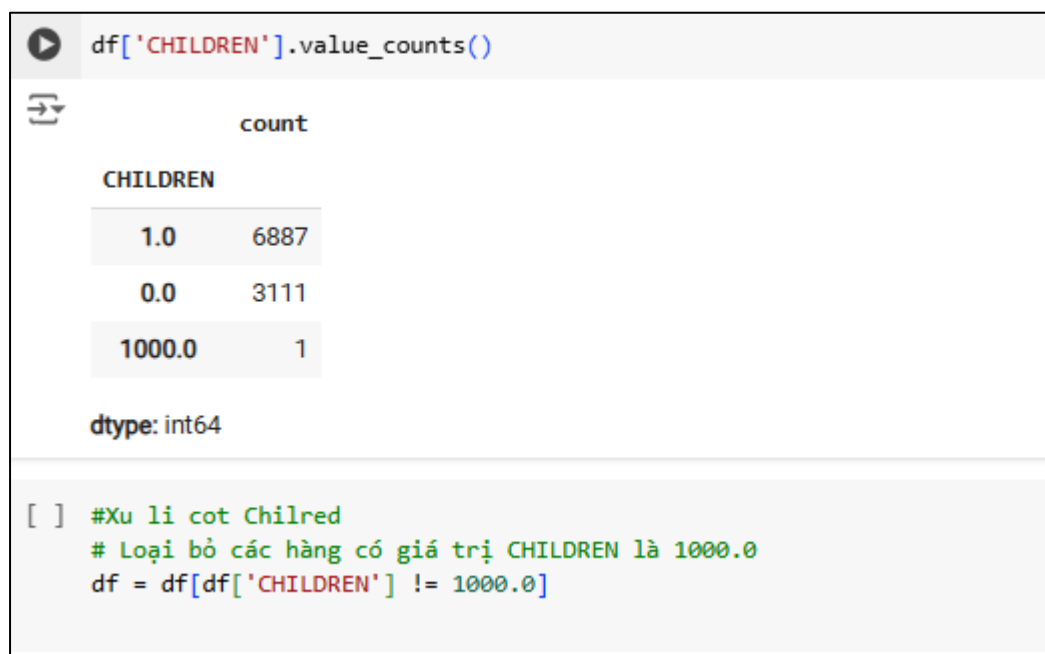 df['CHILDREN'].value_counts()
count
CHILDREN
1.0 6887
0.0 3111
1000.0 1
dtype: int64
[ ] #Xu li cot Chilred
# Loại bỏ các hàng có giá trị CHILDREN là 1000.0
df = df[df['CHILDREN'] != 1000.0]